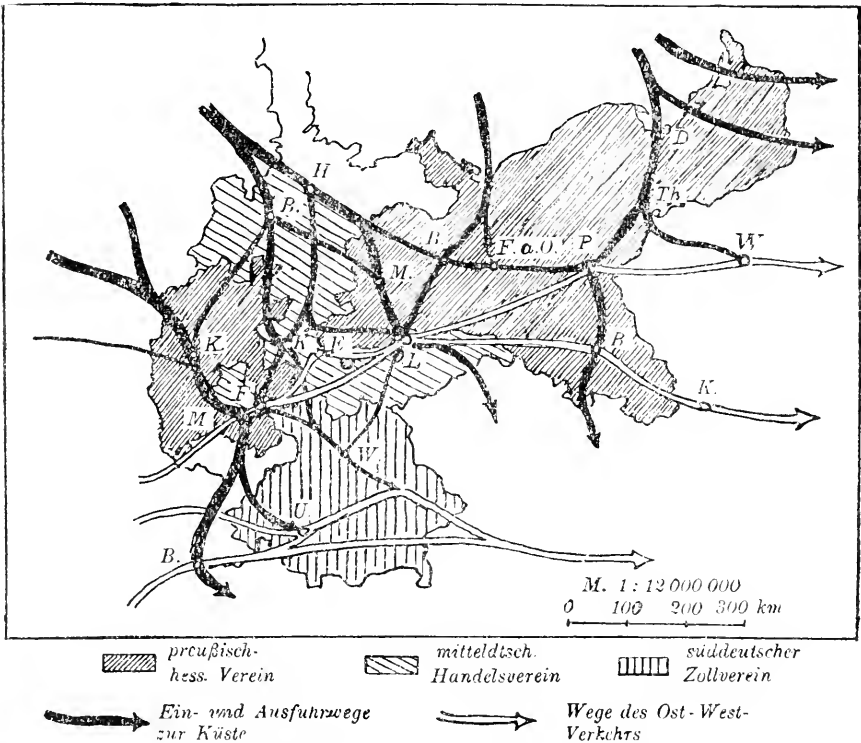 L
D
H
Th.
B.
B.
F. a. O.
P
W
M.
K.
K
E
L
B.
K.
F.
M
W.
U.
B.
M. 1 : 12 000 000
0 100 200 300 km
preußisch-
hess. Verein
mitteldtsch.
Handelsverein
süddeutscher
Zollverein
Ein- und Ausfuhrwege
zur Küste
Wege des Ost-West-
Verkehrs